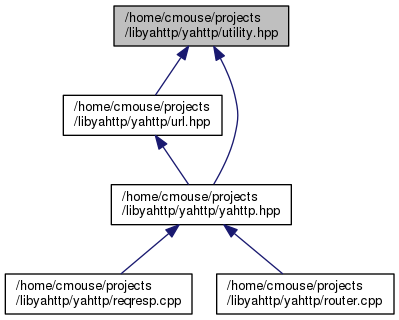 /home/cmouse/projects
/libyahttp/yahttp/utility.hpp
/home/cmouse/projects
/libyahttp/yahttp/url.hpp
/home/cmouse/projects
/libyahttp/yahttp/yahttp.hpp
/home/cmouse/projects
/libyahttp/yahttp/reqresp.cpp
/home/cmouse/projects
/libyahttp/yahttp/router.cpp